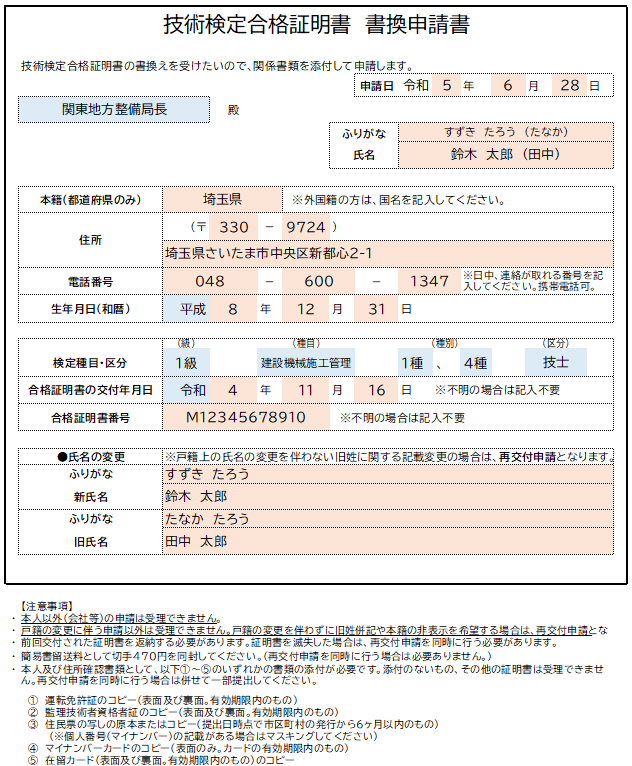 技術検定合格証明書　書換申請書
技術検定合格証明書の書換えを受けたいので、関係書類を添付して申請します。
申請日 令和 5 年 6 月 28 日
関東地方整備局長 殿
ふりがな すずき たろう (たなか)
氏名 鈴木 太郎 (田中)
本籍(都道府県のみ) 埼玉県 ※外国籍の方は、国名を記入してください。
住所 (〒 330 － 9724 )
埼玉県さいたま市中央区新都心2-1
電話番号 048 － 600 － 1347 ※日中、連絡が取れる番号を記入してください。携帯電話可。
生年月日(和暦) 平成 8 年 12 月 31 日
(級) (種目) (種別) (区分)
検定種目・区分 1級 建設機械施工管理 1種 、 4種 技士
合格証明書の交付年月日 令和 4 年 11 月 16 日 ※不明の場合は記入不要
合格証明書番号 M12345678910 ※不明の場合は記入不要
●氏名の変更 ※戸籍上の氏名の変更を伴わない旧姓に関する記載変更の場合は、再交付申請となります。
ふりがな すずき たろう
新氏名 鈴木 太郎
ふりがな たなか たろう
旧氏名 田中 太郎
【注意事項】
・ 本人以外(会社等)の申請は受理できません。
・ 戸籍の変更に伴う申請以外は受理できません。戸籍の変更を伴わずに旧姓併記や本籍の非表示を希望する場合は、再交付申請とな
・ 前回交付された証明書を返納する必要があります。証明書を滅失した場合は、再交付申請を同時に行う必要があります。
・ 簡易書留送料として切手470円を同封してください。(再交付申請を同時に行う場合は必要ありません。)
・ 本人及び住所確認書類として、以下①～⑤のいずれかの書類の添付が必要です。添付のないもの、その他の証明書は受理できませ
ん。再交付申請を同時に行う場合は併せて一部提出してください。
① 運転免許証のコピー(表面及び裏面。有効期限内のもの)
② 監理技術者資格者証のコピー(表面及び裏面。有効期限内のもの)
③ 住民票の写しの原本またはコピー(提出日時点で市区町村の発行から6ヶ月以内のもの)
(※個人番号(マイナンバー)の記載がある場合はマスキングしてください)
④ マイナンバーカードのコピー(表面のみ。カードの有効期限内のもの)
⑤ 在留カード(表面及び裏面。有効期限内のもの)のコピー